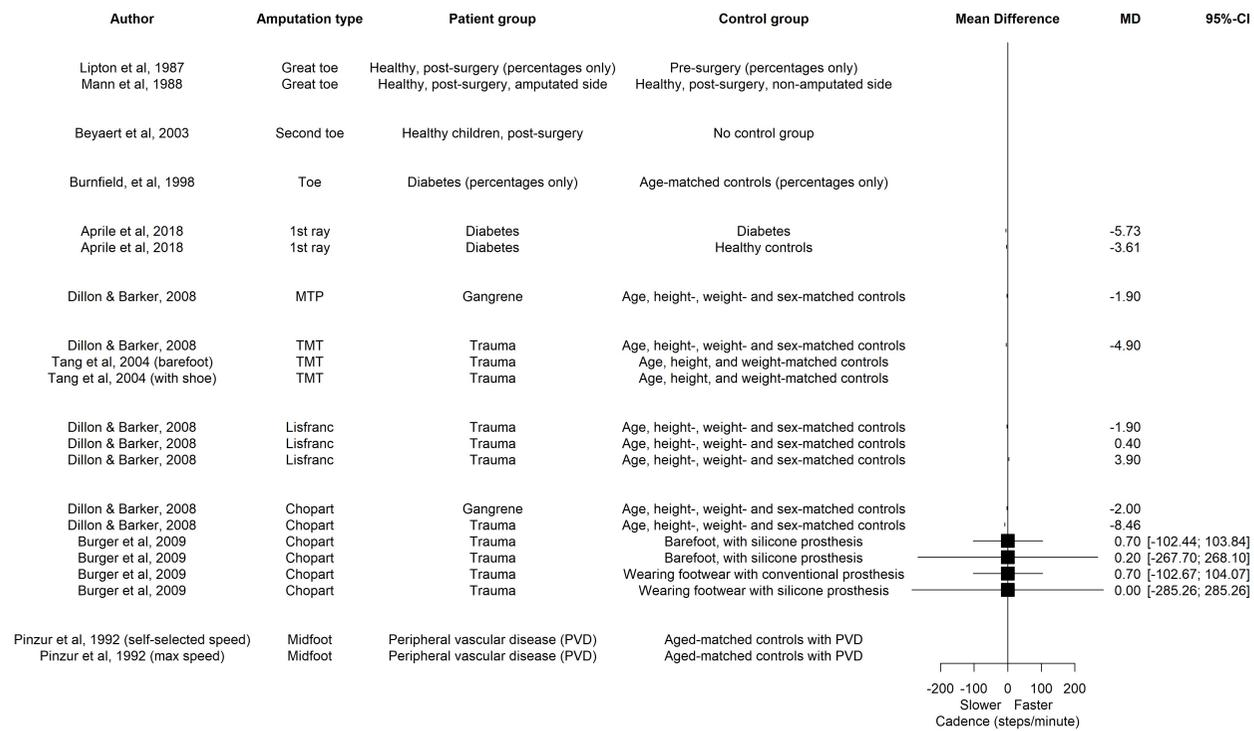 Author Amputation type Patient group Control group Mean Difference MD 95%-CI
Lipton et al, 1987 Great toe Healthy, post-surgery (percentages only) Pre-surgery (percentages only)
Mann et al, 1988 Great toe Healthy, post-surgery, amputated side Healthy, post-surgery, non-amputated side
Beyaert et al, 2003 Second toe Healthy children, post-surgery No control group
Burnfield, et al, 1998 Toe Diabetes (percentages only) Age-matched controls (percentages only)
Aprile et al, 2018 1st ray Diabetes Diabetes -5.73
Aprile et al, 2018 1st ray Diabetes Healthy controls -3.61
Dillon & Barker, 2008 MTP Gangrene Age, height-, weight- and sex-matched controls -1.90
Dillon & Barker, 2008 TMT Trauma Age, height-, weight- and sex-matched controls -4.90
Tang et al, 2004 (barefoot) TMT Trauma Age, height, and weight-matched controls
Tang et al, 2004 (with shoe) TMT Trauma Age, height, and weight-matched controls
Dillon & Barker, 2008 Lisfranc Trauma Age, height-, weight- and sex-matched controls -1.90
Dillon & Barker, 2008 Lisfranc Trauma Age, height-, weight- and sex-matched controls 0.40
Dillon & Barker, 2008 Lisfranc Trauma Age, height-, weight- and sex-matched controls 3.90
Dillon & Barker, 2008 Chopart Gangrene Age, height-, weight- and sex-matched controls -2.00
Dillon & Barker, 2008 Chopart Trauma Age, height-, weight- and sex-matched controls -8.46
Burger et al, 2009 Chopart Trauma Barefoot, with silicone prosthesis 0.70 [-102.44; 103.84]
Burger et al, 2009 Chopart Trauma Barefoot, with silicone prosthesis 0.20 [-267.70; 268.10]
Burger et al, 2009 Chopart Trauma Wearing footwear with conventional prosthesis 0.70 [-102.67; 104.07]
Burger et al, 2009 Chopart Trauma Wearing footwear with silicone prosthesis 0.00 [-285.26; 285.26]
Pinzur et al, 1992 (self-selected speed) Midfoot Peripheral vascular disease (PVD) Aged-matched controls with PVD
Pinzur et al, 1992 (max speed) Midfoot Peripheral vascular disease (PVD) Aged-matched controls with PVD
-200 -100 0 100 200
Slower Faster
Cadence (steps/minute)